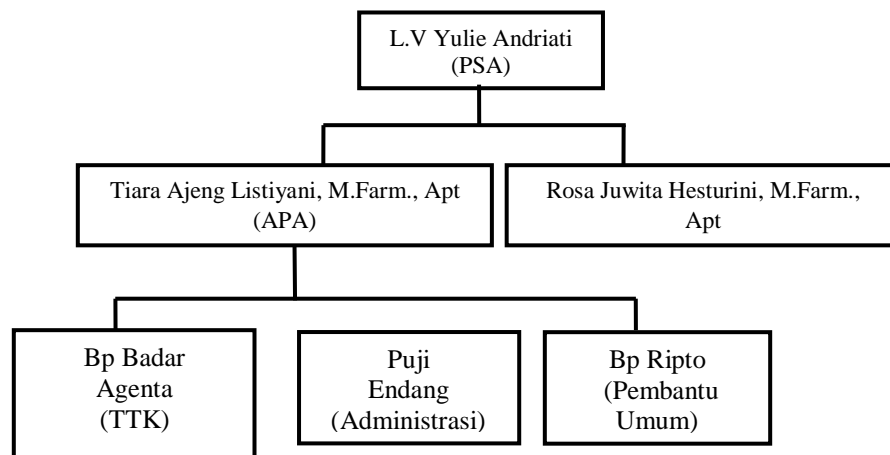 L.V Yulie Andriati
(PSA)
Tiara Ajeng Listiyani, M.Farm., Apt
(APA)
Rosa Juwita Hesturini, M.Farm.,
Apt
Bp Badar
Agenta
(TTK)
Puji
Endang
(Administrasi)
Bp Ripto
(Pembantu
Umum)